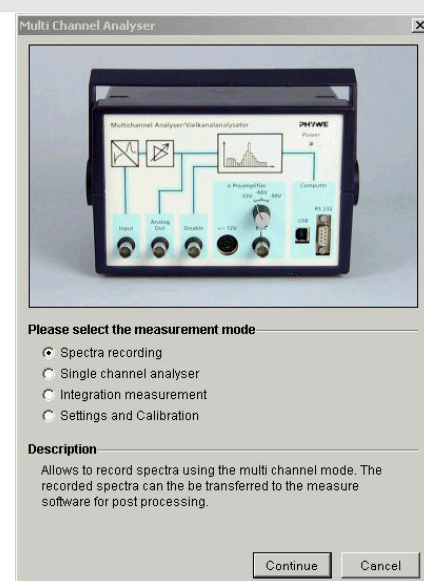 Multi Channel Analyser
Multichannel Analyser/Vielkanalanalysator
PHYWE
Power
α Preamplifier
Computer
-33V -66V -99V
RS 232
USB
Input
Analog Out
Disable
+/- 12V
Bias
Please select the measurement mode
Spectra recording
Single channel analyser
Integration measurement
Settings and Calibration
Description
Allows to record spectra using the multi channel mode. The
recorded spectra can the be transferred to the measure
software for post processing.
Continue
Cancel